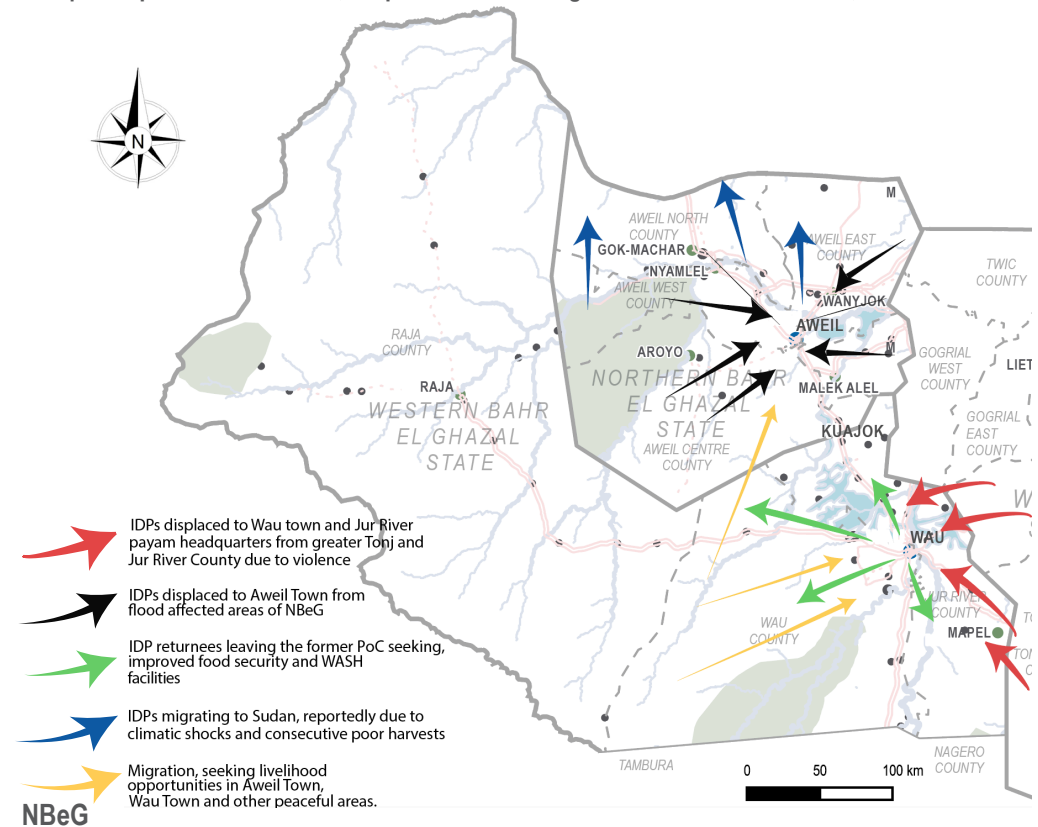 N
M
AWEIL NORTH
COUNTY
GOK-MACHAR
AWEIL EAST
COUNTY
NYAMLEL
TWIC
COUNTY
AWEIL WEST
COUNTY
WANYJOK
AWEIL
RAJA
COUNTY
M
AROYO
GOGRIAL
WEST
COUNTY
LIET
NORTHERN BAHR
EL GHAZAL
STATE
MALEK ALEL
RAJA
WESTERN BAHR
EL GHAZAL
STATE
KUAJOK
GOGRIAL
EAST
COUNTY
AWEIL CENTRE
COUNTY
W
WAU
JUR RIVER
COUNTY
WAU
COUNTY
MAPEL
TAMBURA
NAGERO
COUNTY
IDPs displaced to Wau town and Jur River
payam headquarters from greater Tonj and
Jur River County due to violence
IDPs displaced to Aweil Town from
flood affected areas of NBeG
IDP returnees leaving the former PoC seeking,
improved food security and WASH
facilities
IDPs migrating to Sudan, reportedly due to
climatic shocks and consecutive poor harvests
Migration, seeking livelihood
opportunities in Aweil Town,
Wau Town and other peaceful areas.
0 50 100 km
NBeG